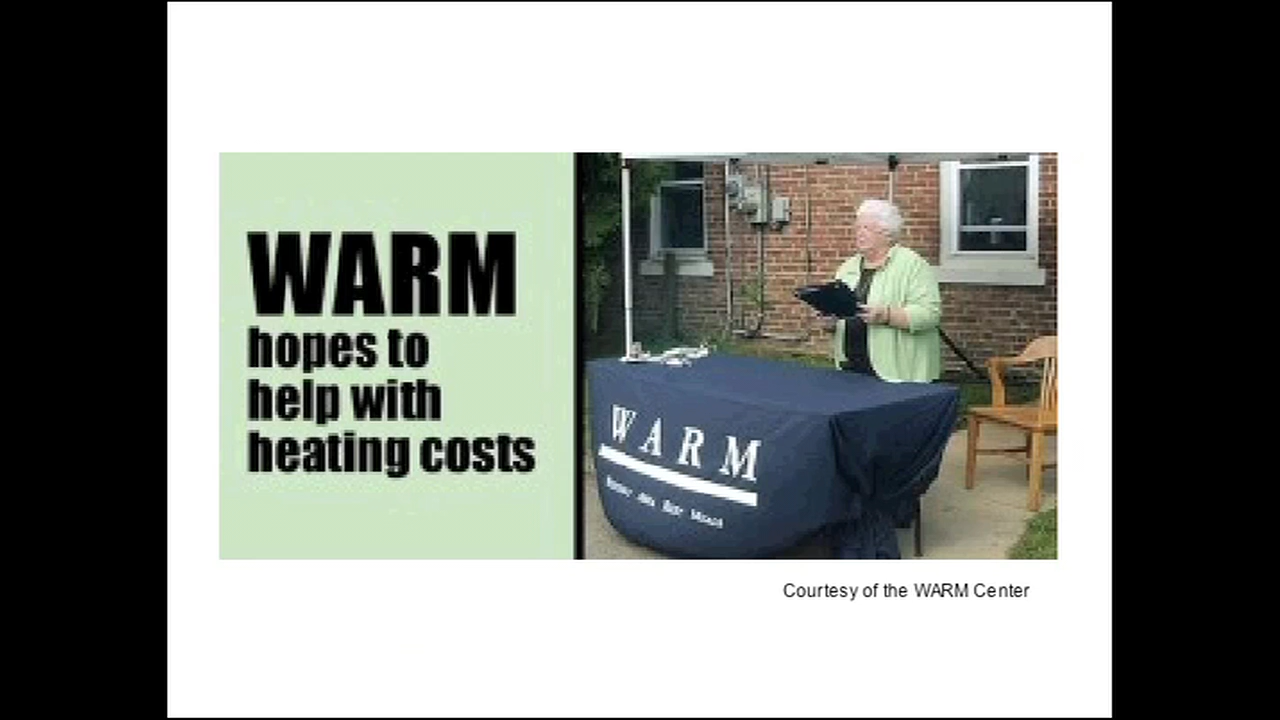 WARM
hopes to
help with
heating costs
WARM
Courtesy of the WARM Center